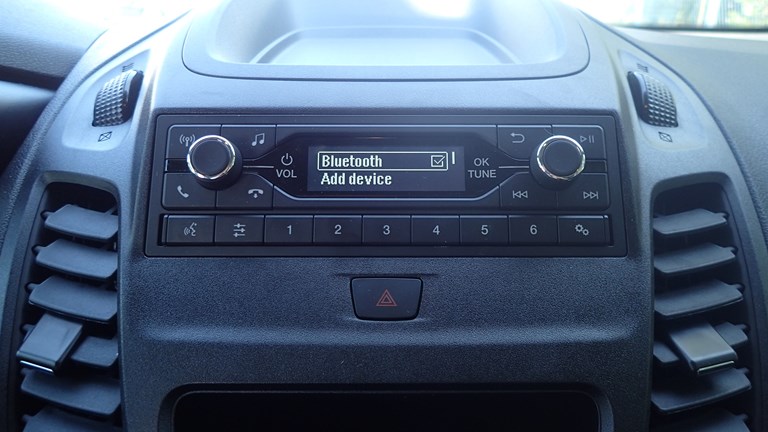 Bluetooth
Add device
VOL
OK
TUNE
1 2 3 4 5 6